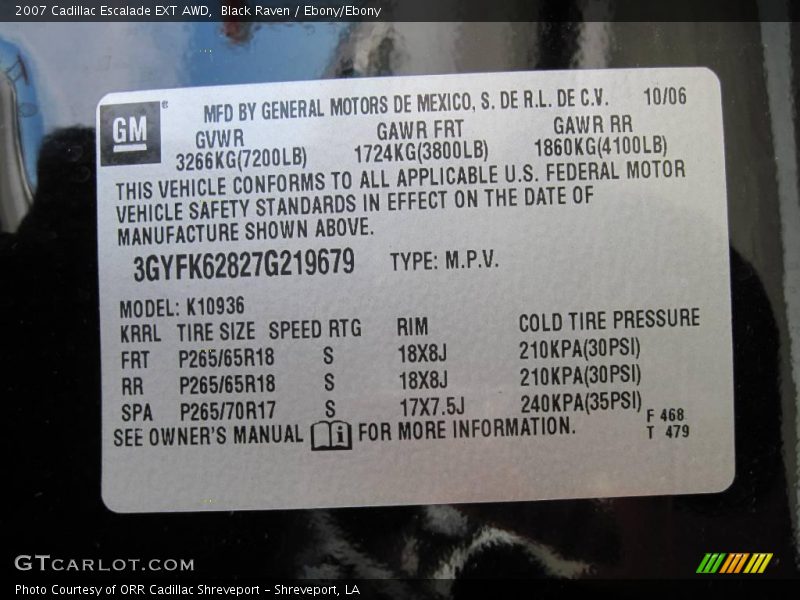 2007 Cadillac Escalade EXT AWD, Black Raven / Ebony/Ebony
GM ®
MFD BY GENERAL MOTORS DE MEXICO, S. DE R.L. DE C.V. 10/06
GVWR GAWR FRT GAWR RR
3266KG(7200LB) 1724KG(3800LB) 1860KG(4100LB)
THIS VEHICLE CONFORMS TO ALL APPLICABLE U.S. FEDERAL MOTOR
VEHICLE SAFETY STANDARDS IN EFFECT ON THE DATE OF
MANUFACTURE SHOWN ABOVE.
3GYFK62827G219679 TYPE: M.P.V.
MODEL: K10936
KRRL TIRE SIZE SPEED RTG RIM COLD TIRE PRESSURE
FRT P265/65R18 S 18X8J 210KPA(30PSI)
RR P265/65R18 S 18X8J 210KPA(30PSI)
SPA P265/70R17 S 17X7.5J 240KPA(35PSI)
F 468
SEE OWNER'S MANUAL i FOR MORE INFORMATION. T 479
GTcarlot.com
Photo Courtesy of ORR Cadillac Shreveport - Shreveport, LA